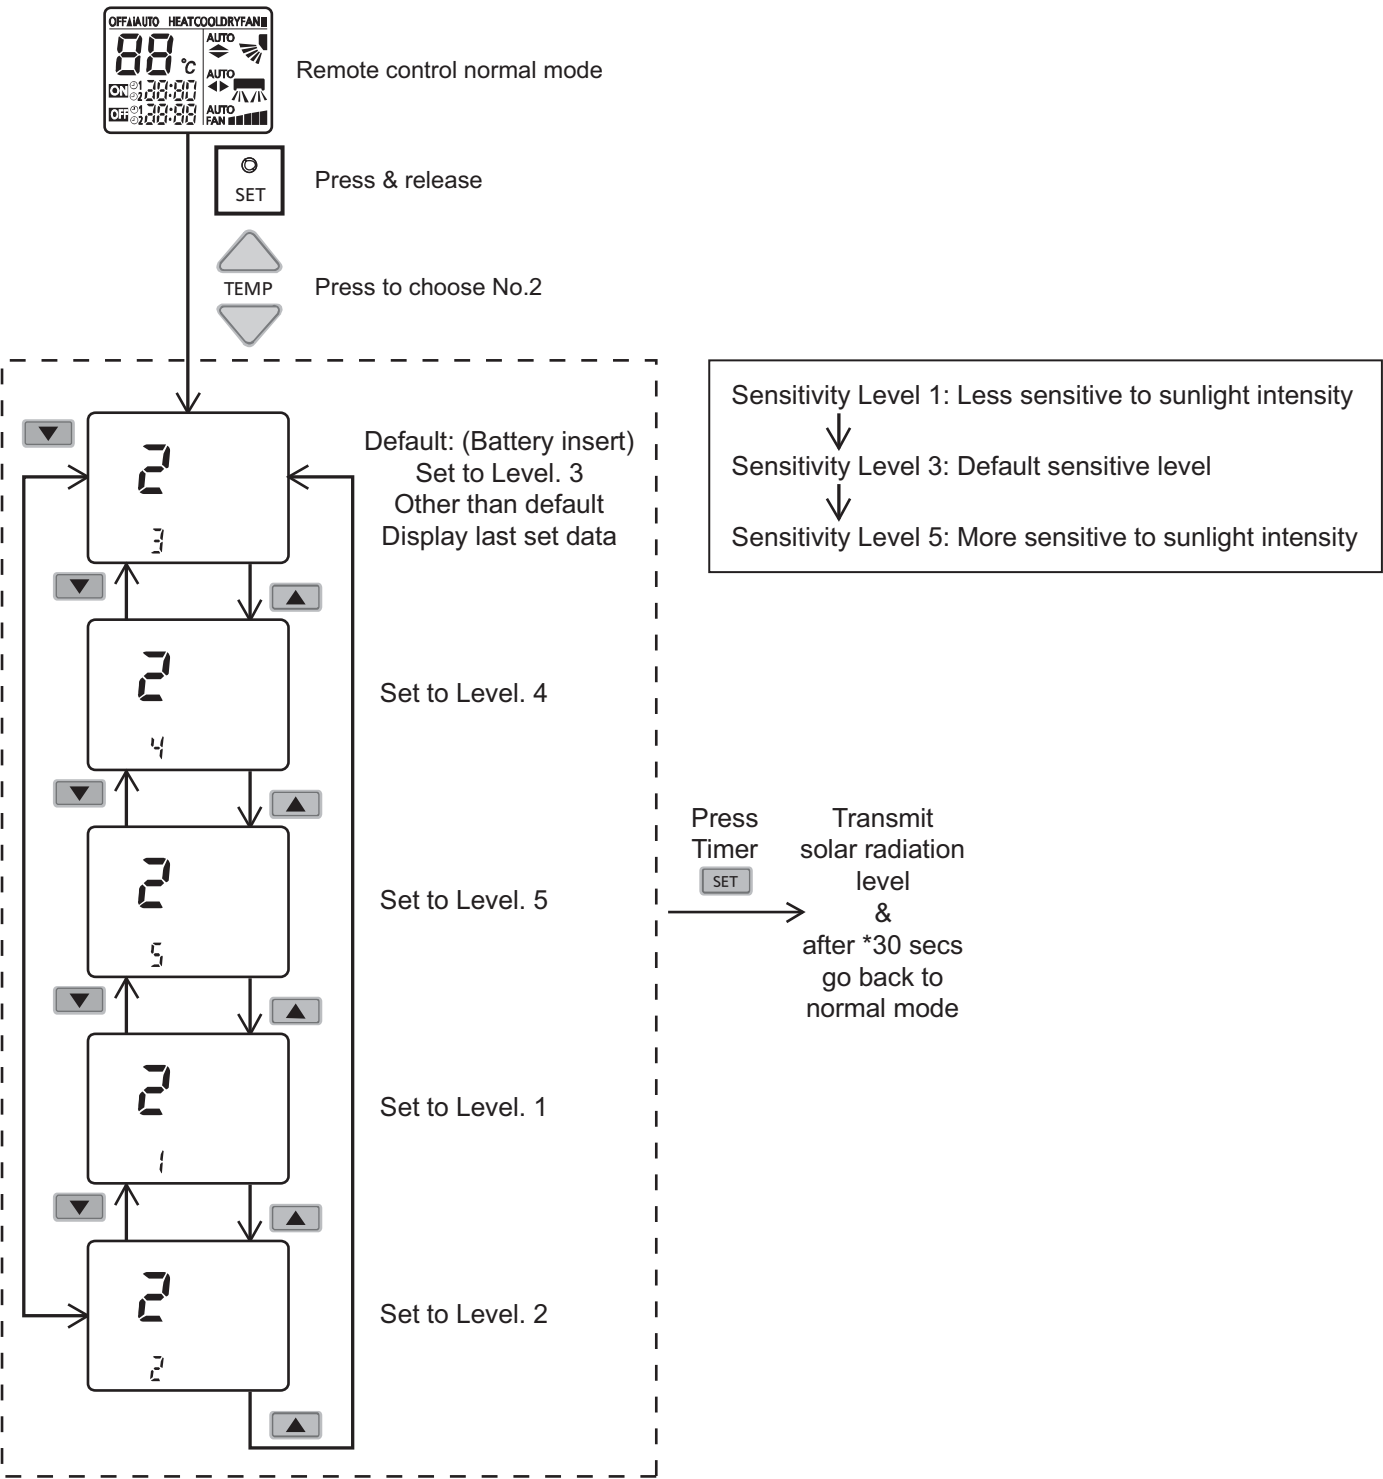 OFF AUTO HEATCOOLDRYFAN
AUTO
88 °C
AUTO
ON 1 88:88
2
OFF 1 88:88
2
AUTO
FAN
Remote control normal mode
SET
Press & release
TEMP
Press to choose No.2
2
3
Default: (Battery insert)
Set to Level. 3
Other than default
Display last set data
2
4
Set to Level. 4
2
5
Set to Level. 5
2
1
Set to Level. 1
2
2
Set to Level. 2
Sensitivity Level 1: Less sensitive to sunlight intensity
Sensitivity Level 3: Default sensitive level
Sensitivity Level 5: More sensitive to sunlight intensity
Press
Timer
SET
Transmit
solar radiation
level
&
after *30 secs
go back to
normal mode